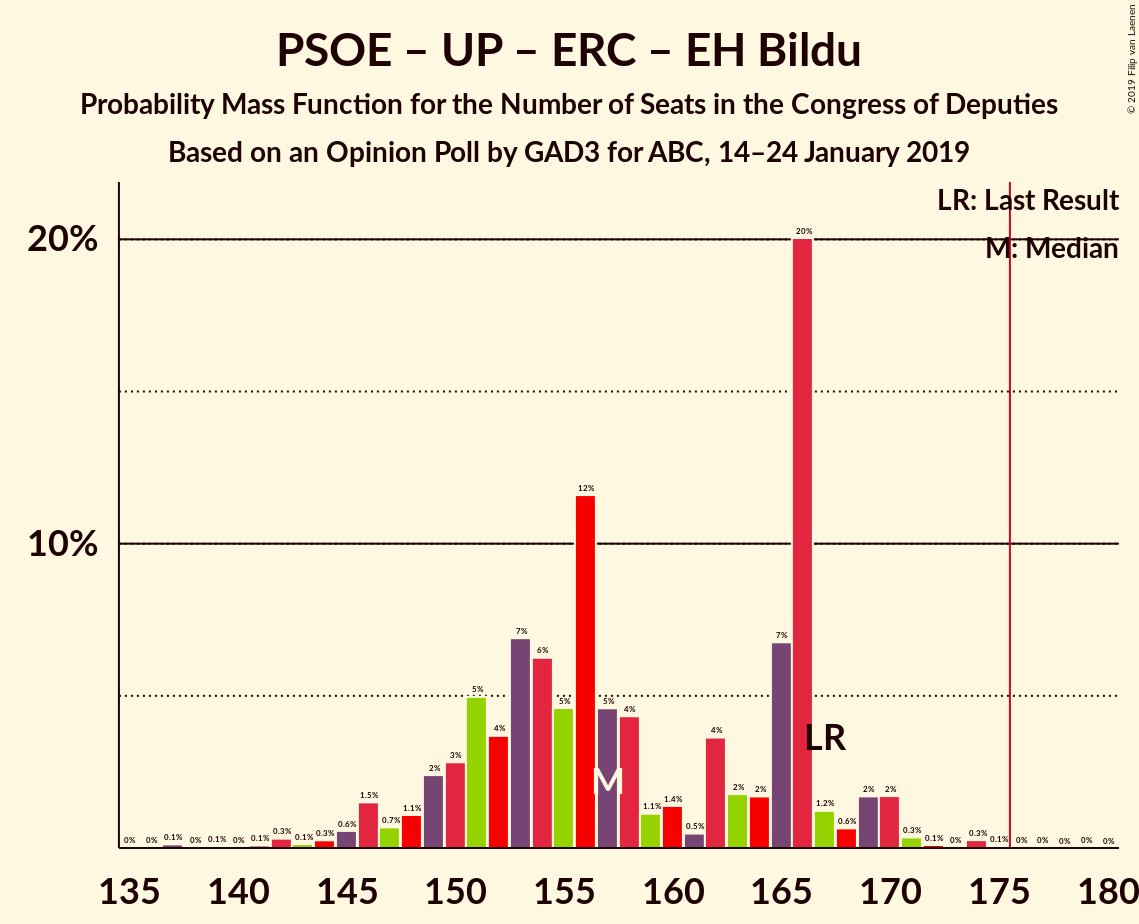 PSOE – UP – ERC – EH Bildu
Probability Mass Function for the Number of Seats in the Congress of Deputies
Based on an Opinion Poll by GAD3 for ABC, 14–24 January 2019
© 2019 Filip van Laenen
LR: Last Result
M: Median
20%
10%
0% 0% 0.1% 0% 0.1% 0% 0.1% 0.3% 0.1% 0.3% 0.6% 1.5% 0.7% 1.1% 2% 3% 5% 4% 7% 6% 5% 12% 5% 4% 1.1% 1.4% 0.5% 4% 2% 2% 7% 20% 1.2% 0.6% 2% 2% 0.3% 0.1% 0% 0.3% 0.1% 0% 0% 0% 0% 0%
M
LR
135 140 145 150 155 160 165 170 175 180